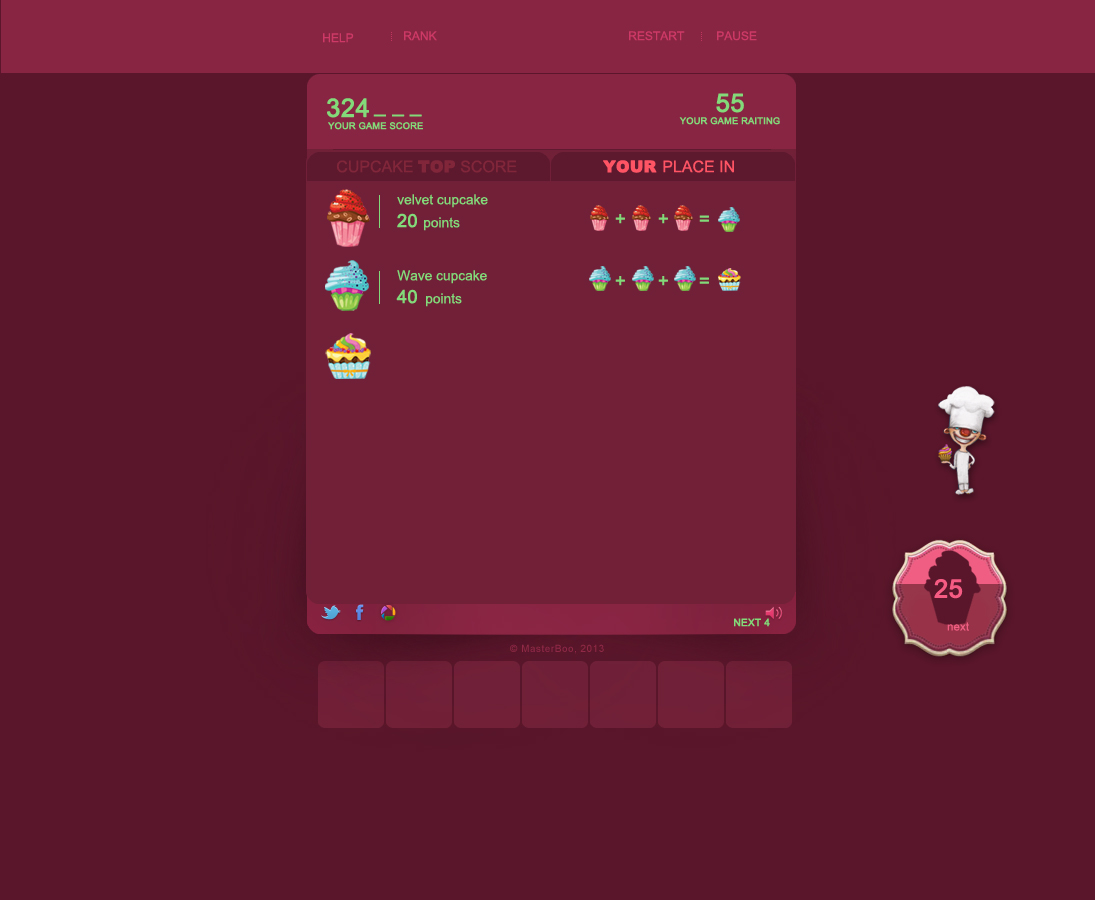 HELP | RANK RESTART | PAUSE
324 _ _ _
YOUR GAME SCORE
55
YOUR GAME RAITING
CUPCAKE TOP SCORE
YOUR PLACE IN
velvet cupcake
20 points
+ + =
Wave cupcake
40 points
+ + =
25
next
NEXT 4
© MasterBoo, 2013